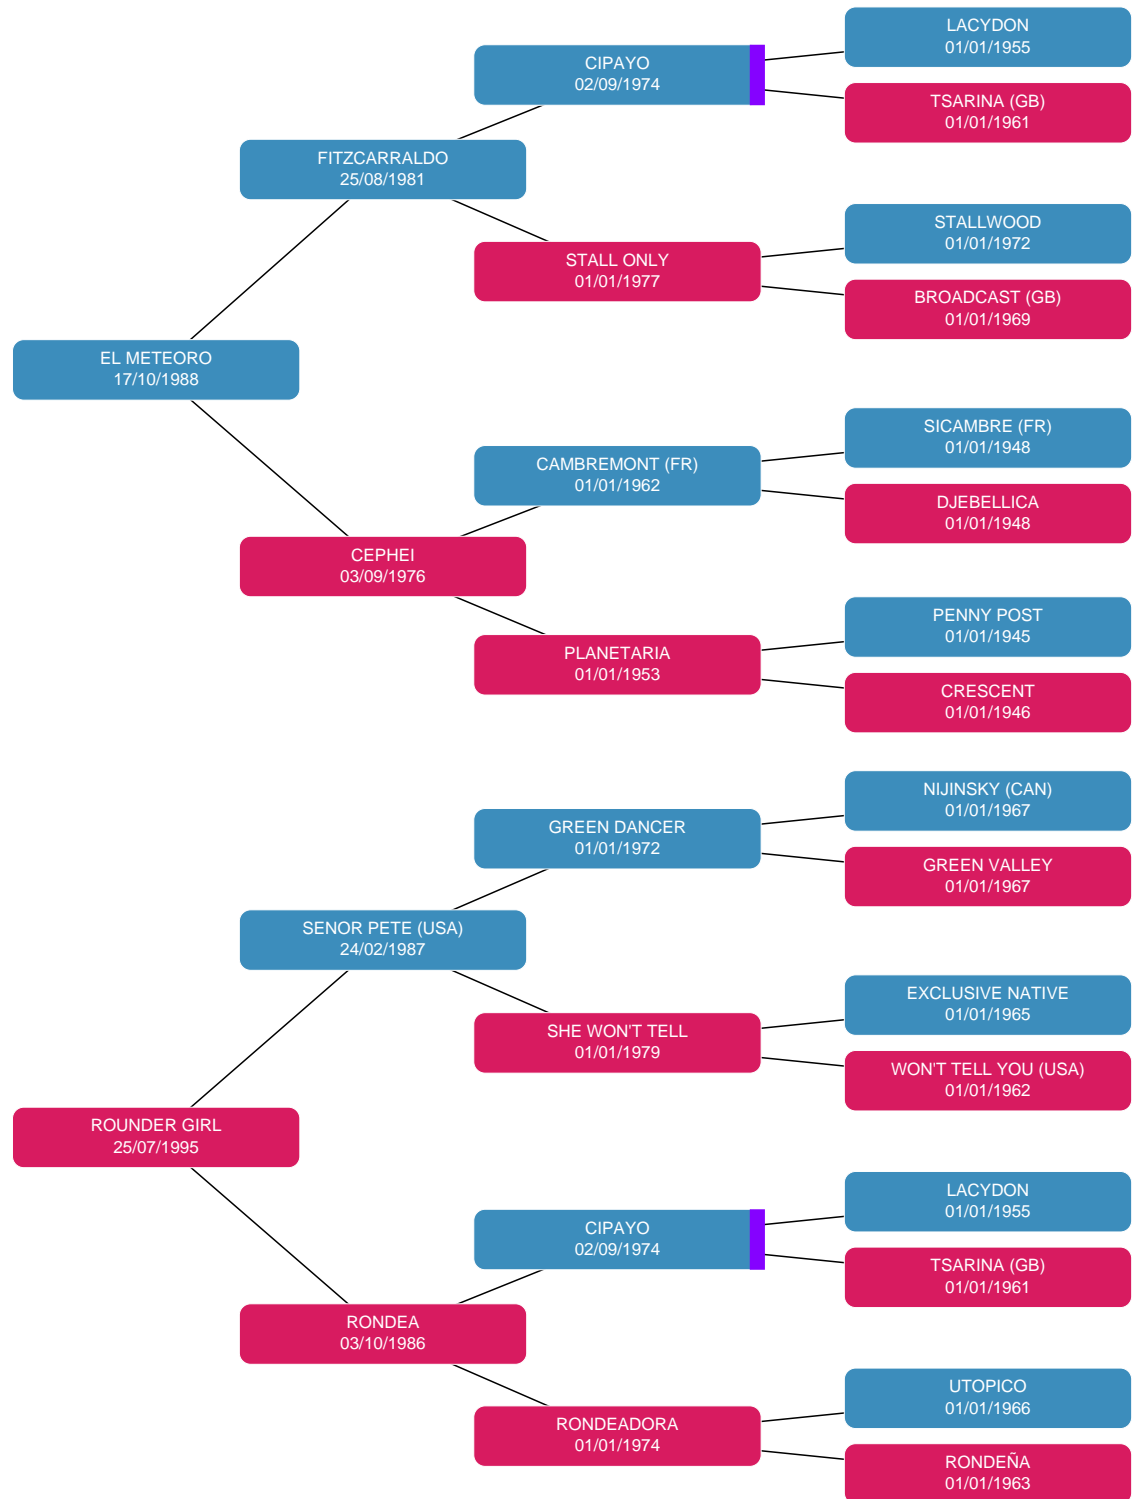 LACYDON
01/01/1955
CIPAYO
02/09/1974
TSARINA (GB)
01/01/1961
FITZCARRALDO
25/08/1981
STALLWOOD
01/01/1972
STALL ONLY
01/01/1977
BROADCAST (GB)
01/01/1969
EL METEORO
17/10/1988
SICAMBRE (FR)
01/01/1948
CAMBREMONT (FR)
01/01/1962
DJEBELLICA
01/01/1948
CEPHEI
03/09/1976
PENNY POST
01/01/1945
PLANETARIA
01/01/1953
CRESCENT
01/01/1946
NIJINSKY (CAN)
01/01/1967
GREEN DANCER
01/01/1972
GREEN VALLEY
01/01/1967
SENOR PETE (USA)
24/02/1987
EXCLUSIVE NATIVE
01/01/1965
SHE WON'T TELL
01/01/1979
WON'T TELL YOU (USA)
01/01/1962
ROUNDER GIRL
25/07/1995
LACYDON
01/01/1955
CIPAYO
02/09/1974
TSARINA (GB)
01/01/1961
RONDEA
03/10/1986
UTOPICO
01/01/1966
RONDEADORA
01/01/1974
RONDEÑA
01/01/1963